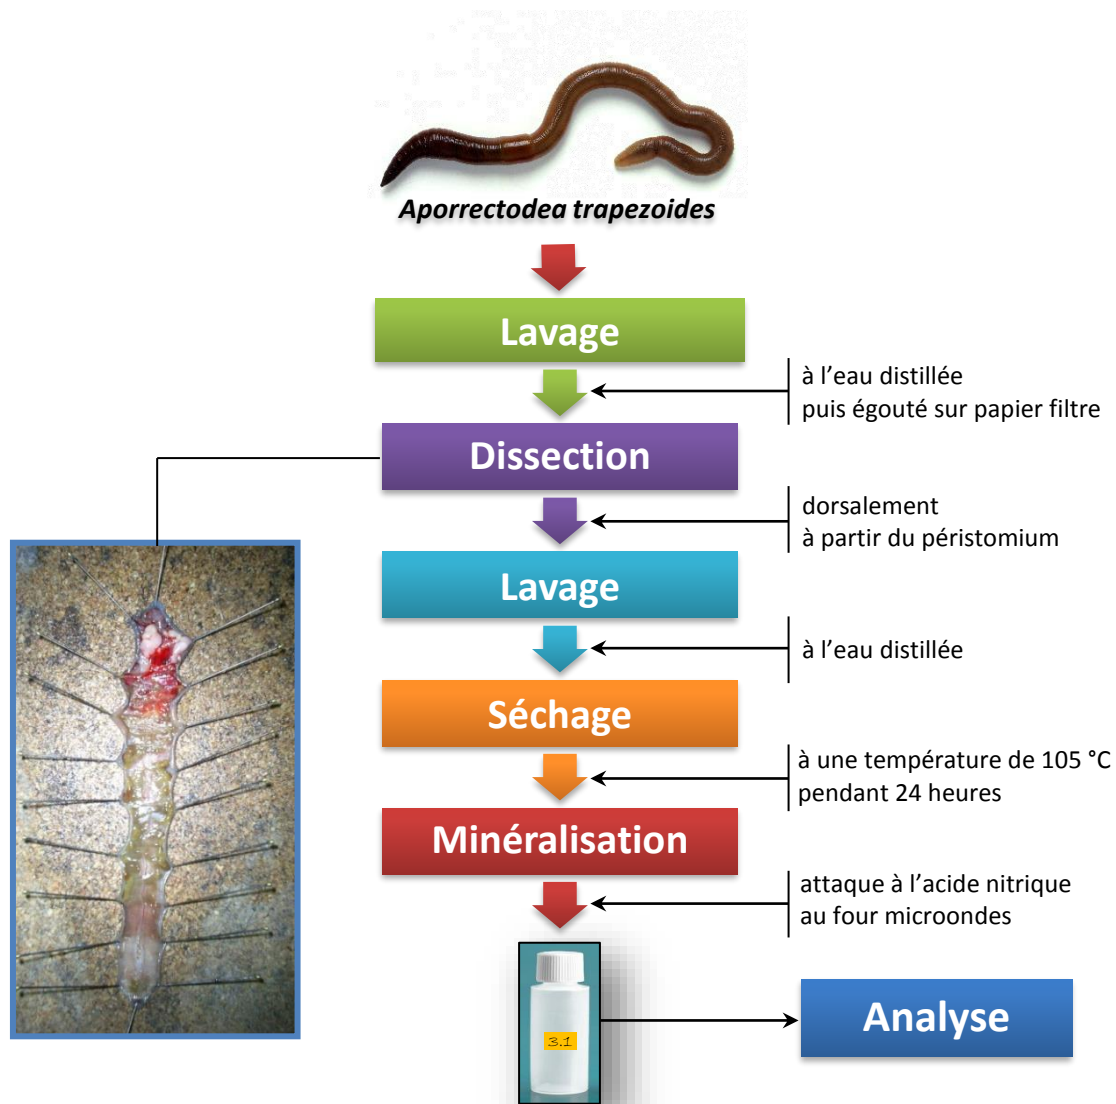 Aporrectodea trapezoides
Lavage
à l'eau distillée
puis égouté sur papier filtre
Dissection
dorsalement
à partir du péristomium
Lavage
à l'eau distillée
Séchage
à une température de 105 °C
pendant 24 heures
Minéralisation
attaque à l'acide nitrique
au four microondes
3.1
Analyse